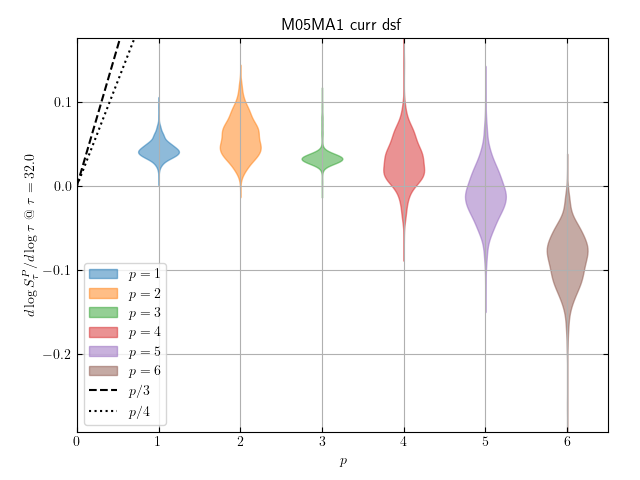 M05MA1 curr dsf
d log S_τ^P / d log τ @ τ = 32.0
0.1
0.0
−0.1
−0.2
p = 1
p = 2
p = 3
p = 4
p = 5
p = 6
p/3
p/4
0 1 2 3 4 5 6
p